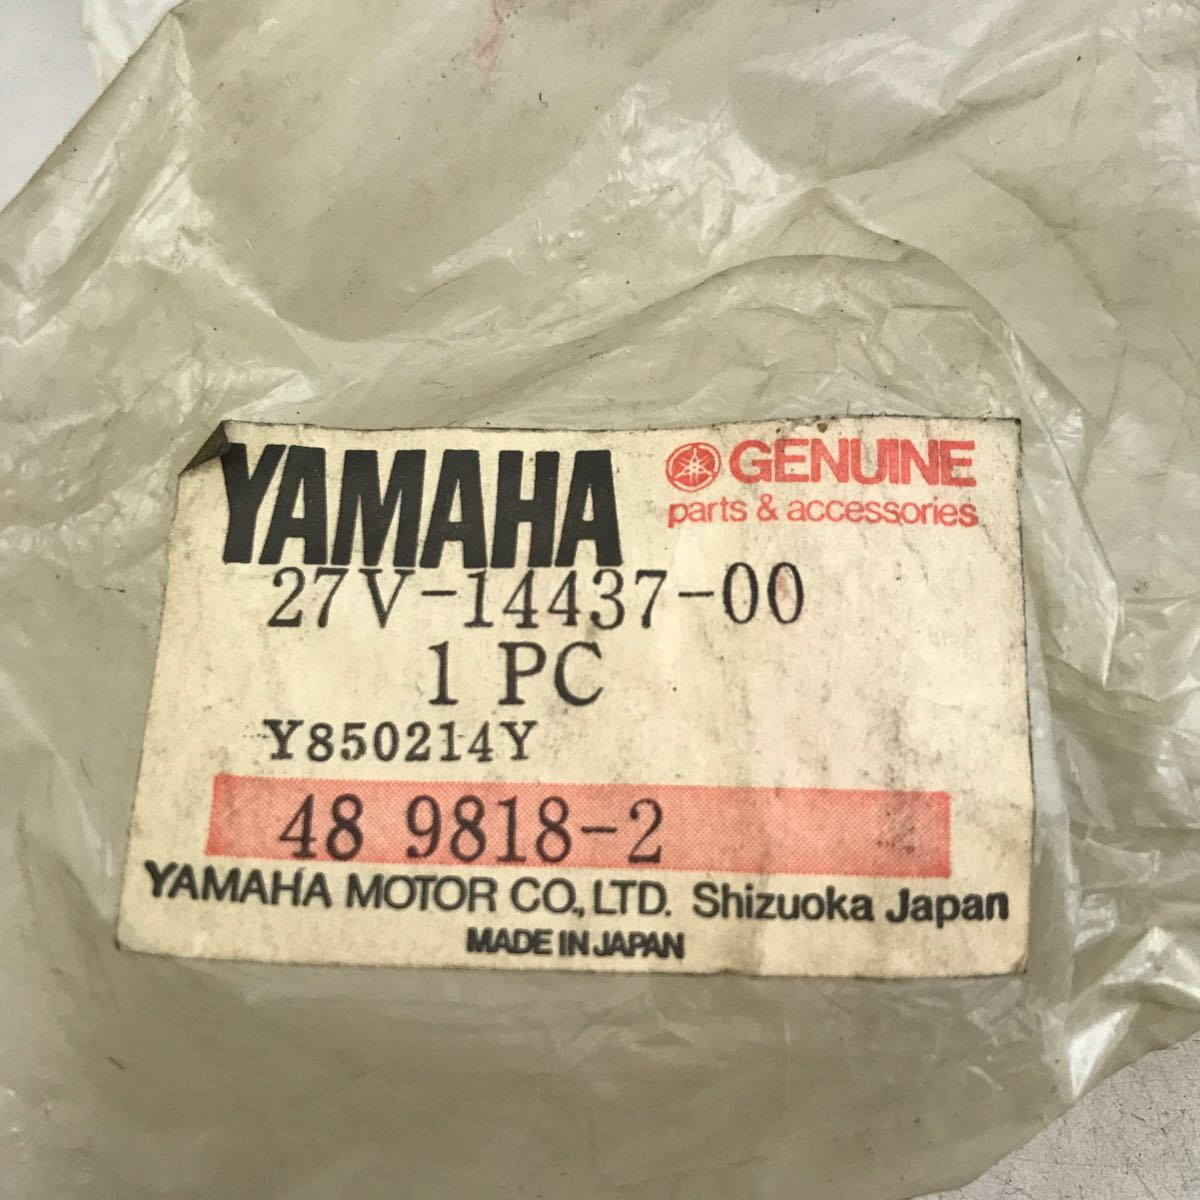 YAMAHA
GENUINE
parts & accessories
27V-14437-00
1 PC
Y850214Y
48 9818-2
YAMAHA MOTOR CO., LTD. Shizuoka Japan
MADE IN JAPAN